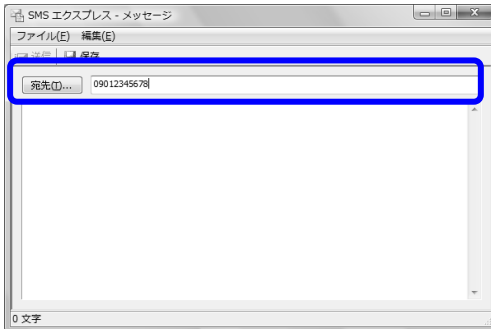 SMS エクスプレス - メッセージ
ファイル(F) 編集(E)
送信 保存
宛先(T)... 09012345678
0 文字